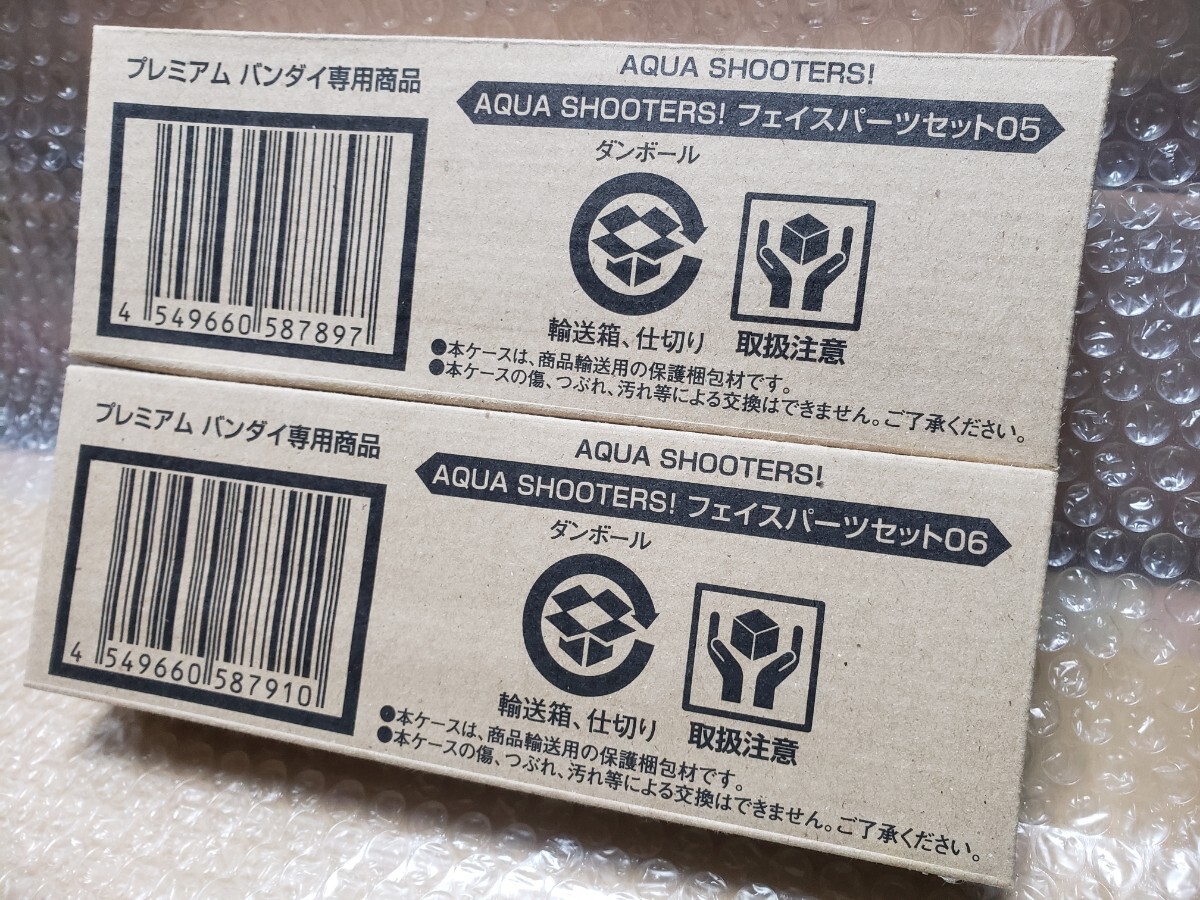 プレミアム バンダイ専用商品
4 549660 587897
AQUA SHOOTERS!
AQUA SHOOTERS! フェイスパーツセット05
ダンボール
輸送箱、仕切り
取扱注意
●本ケースは、商品輸送用の保護梱包材です。
●本ケースの傷、つぶれ、汚れ等による交換はできません。ご了承ください。
プレミアム バンダイ専用商品
4 549660 587910
AQUA SHOOTERS!
AQUA SHOOTERS! フェイスパーツセット06
ダンボール
輸送箱、仕切り
取扱注意
●本ケースは、商品輸送用の保護梱包材です。
●本ケースの傷、つぶれ、汚れ等による交換はできません。ご了承ください。